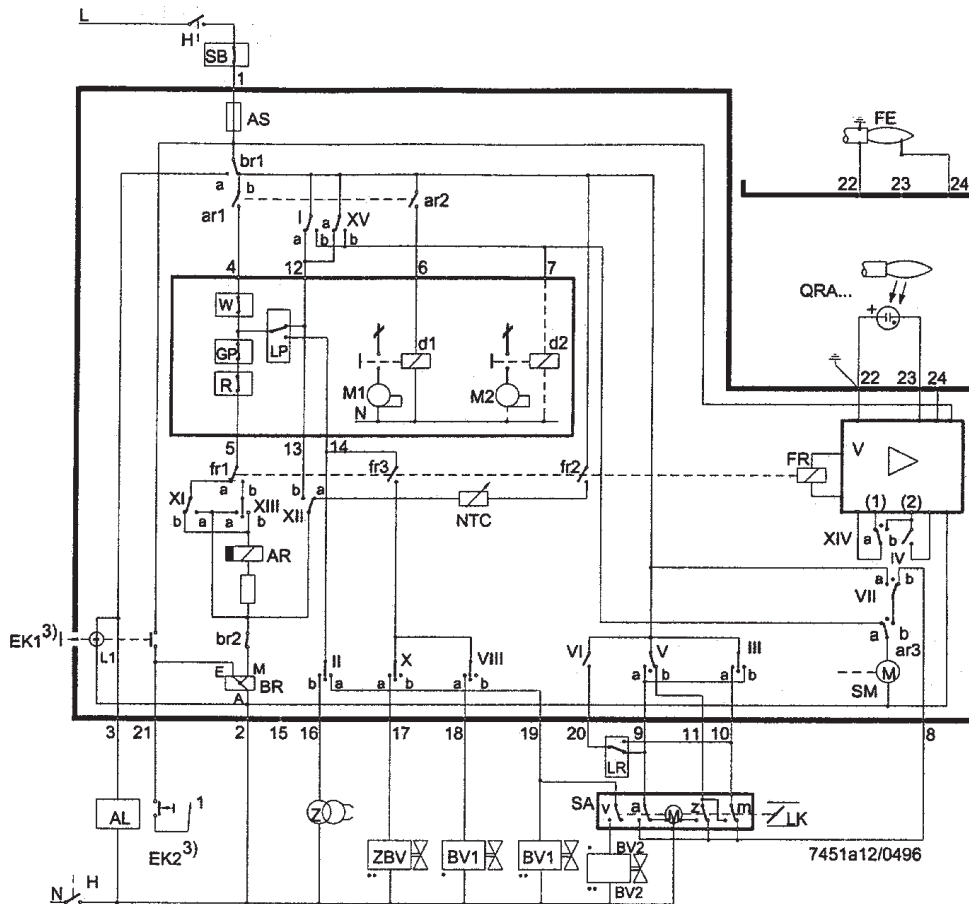 L
H
SB
1
AS
FE
br1
a b
ar1
ar2
I
a b
a XV
b
22 23 24
4 12 6 7
QRA...
+
W
GP
LP
R
d1
d2
M1
M2
N
22 23 24
5 13 14
fr1
fr3
fr2
FR
V
a b
b a
XI
b a a b
XIII
XII
NTC
(1) (2)
XIV
a b
IV
AR
a b
VII
EK1 3)
L1
br2
a b
ar3
E M
BR
A
II
b a
X
a b
VIII
a b
VI
V
a b
III
a b
M
SM
3 21 2 15 16 17 18 19 20 9 11 10 8
LR
AL
1
EK2 3)
Z
SA
v a M z m
LK
ZBV
BV1
BV1
BV2
BV2
7451a12/0496
N H